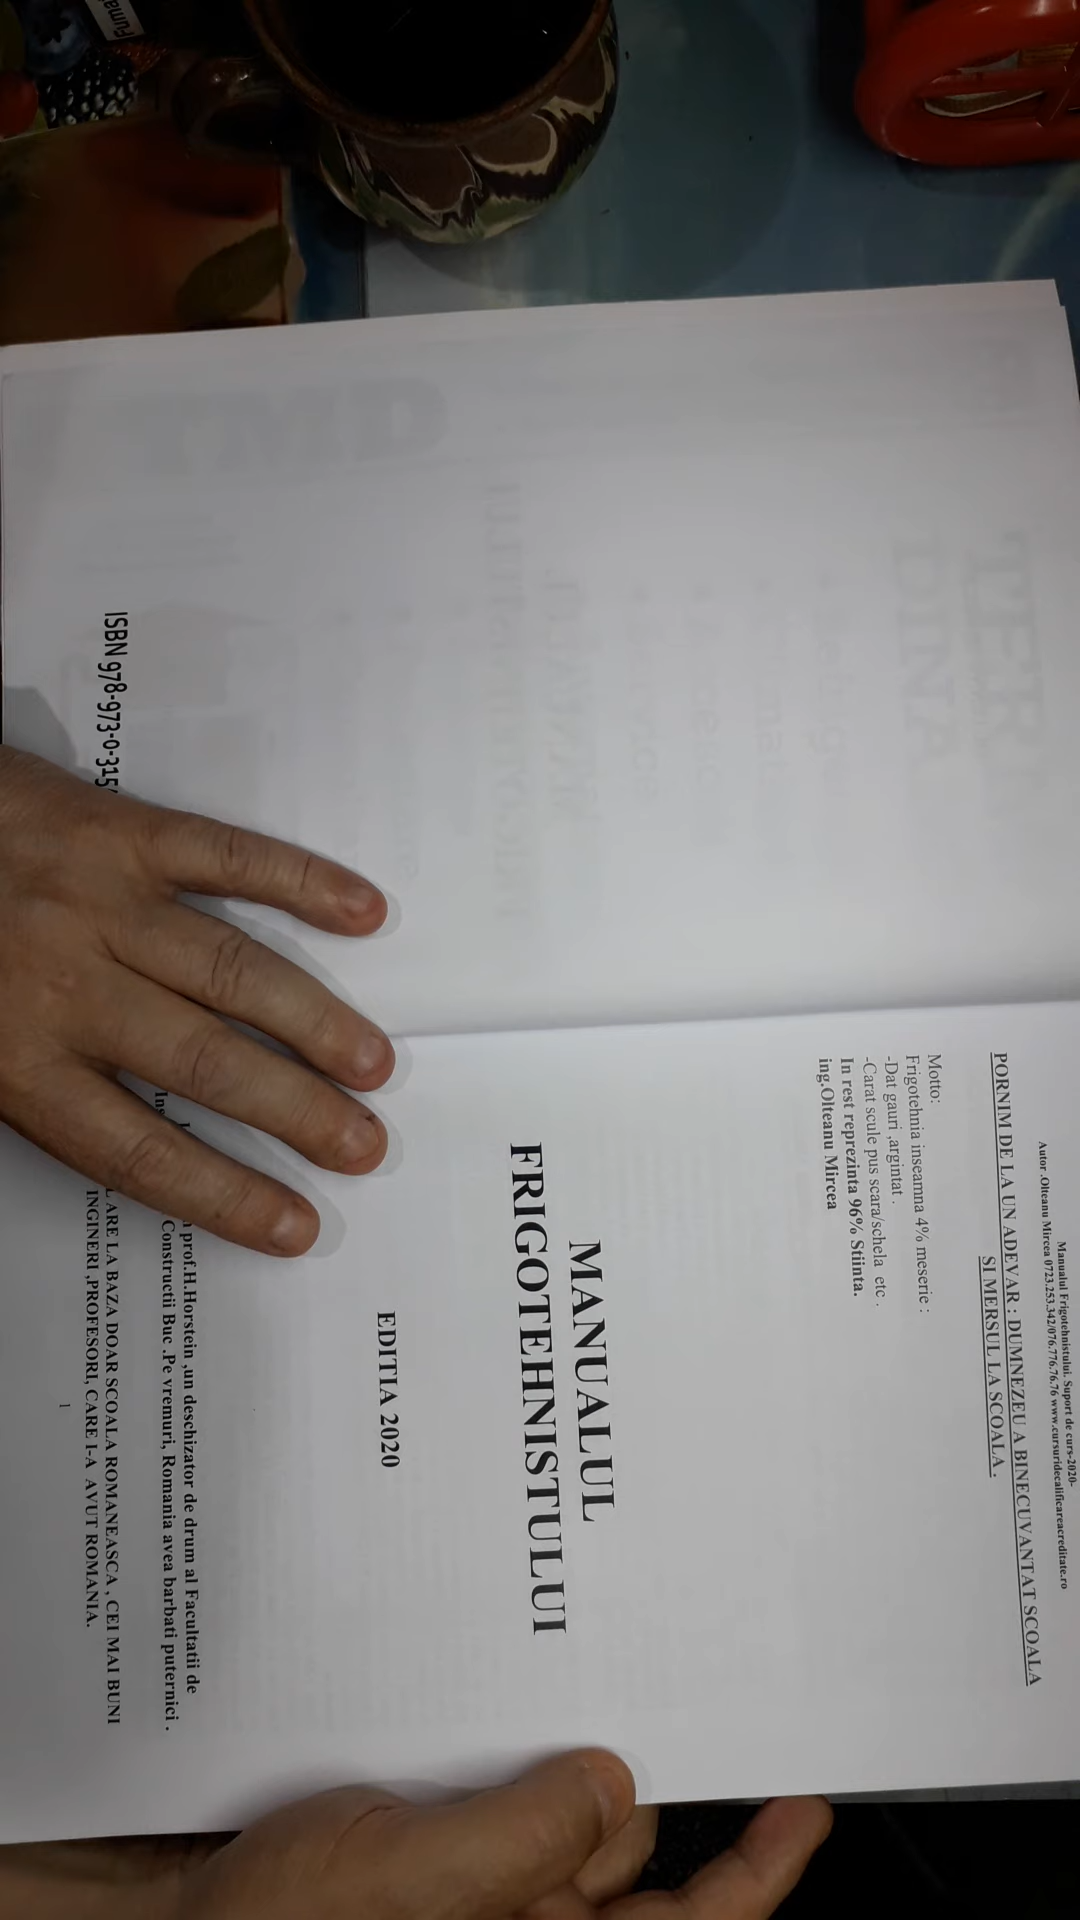 ISBN 978-973-0-315
Manualul Frigotehnistului. Suport de curs-2020-
Autor .Olteanu Mircea 0723.253.342/076.776.76.76 www.cursuridecalificareacreditate.ro
PORNIM DE LA UN ADEVAR : DUMNEZEU A BINECUVANTAT SCOALA
SI MERSUL LA SCOALA .
Motto:
Frigotehnia inseamna 4% meserie :
-Dat gauri ,argintat .
-Carat scule pus scara/schela etc .
In rest reprezinta 96% Stiinta.
ing.Olteanu Mircea
MANUALUL
FRIGOTEHNISTULUI
EDITIA 2020
prof.H.Horstein ,un deschizator de drum al Facultatii de
Ins Constructii Buc .Pe vremuri, Romania avea barbati puternici .
L ARE LA BAZA DOAR SCOALA ROMANEASCA , CEI MAI BUNI
INGINERI ,PROFESORI, CARE I-A AVUT ROMANIA.
1